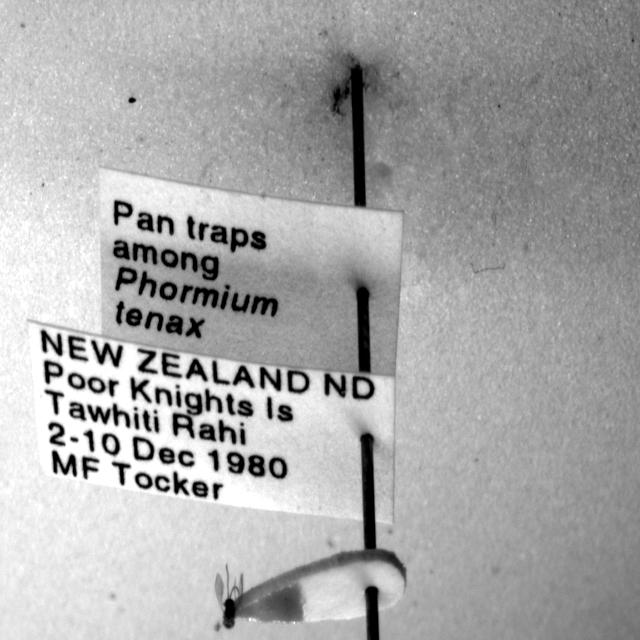 Pan traps
among
Phormium
tenax
NEW ZEALAND ND
Poor Knights Is
Tawhiti Rahi
2-10 Dec 1980
MF Tocker